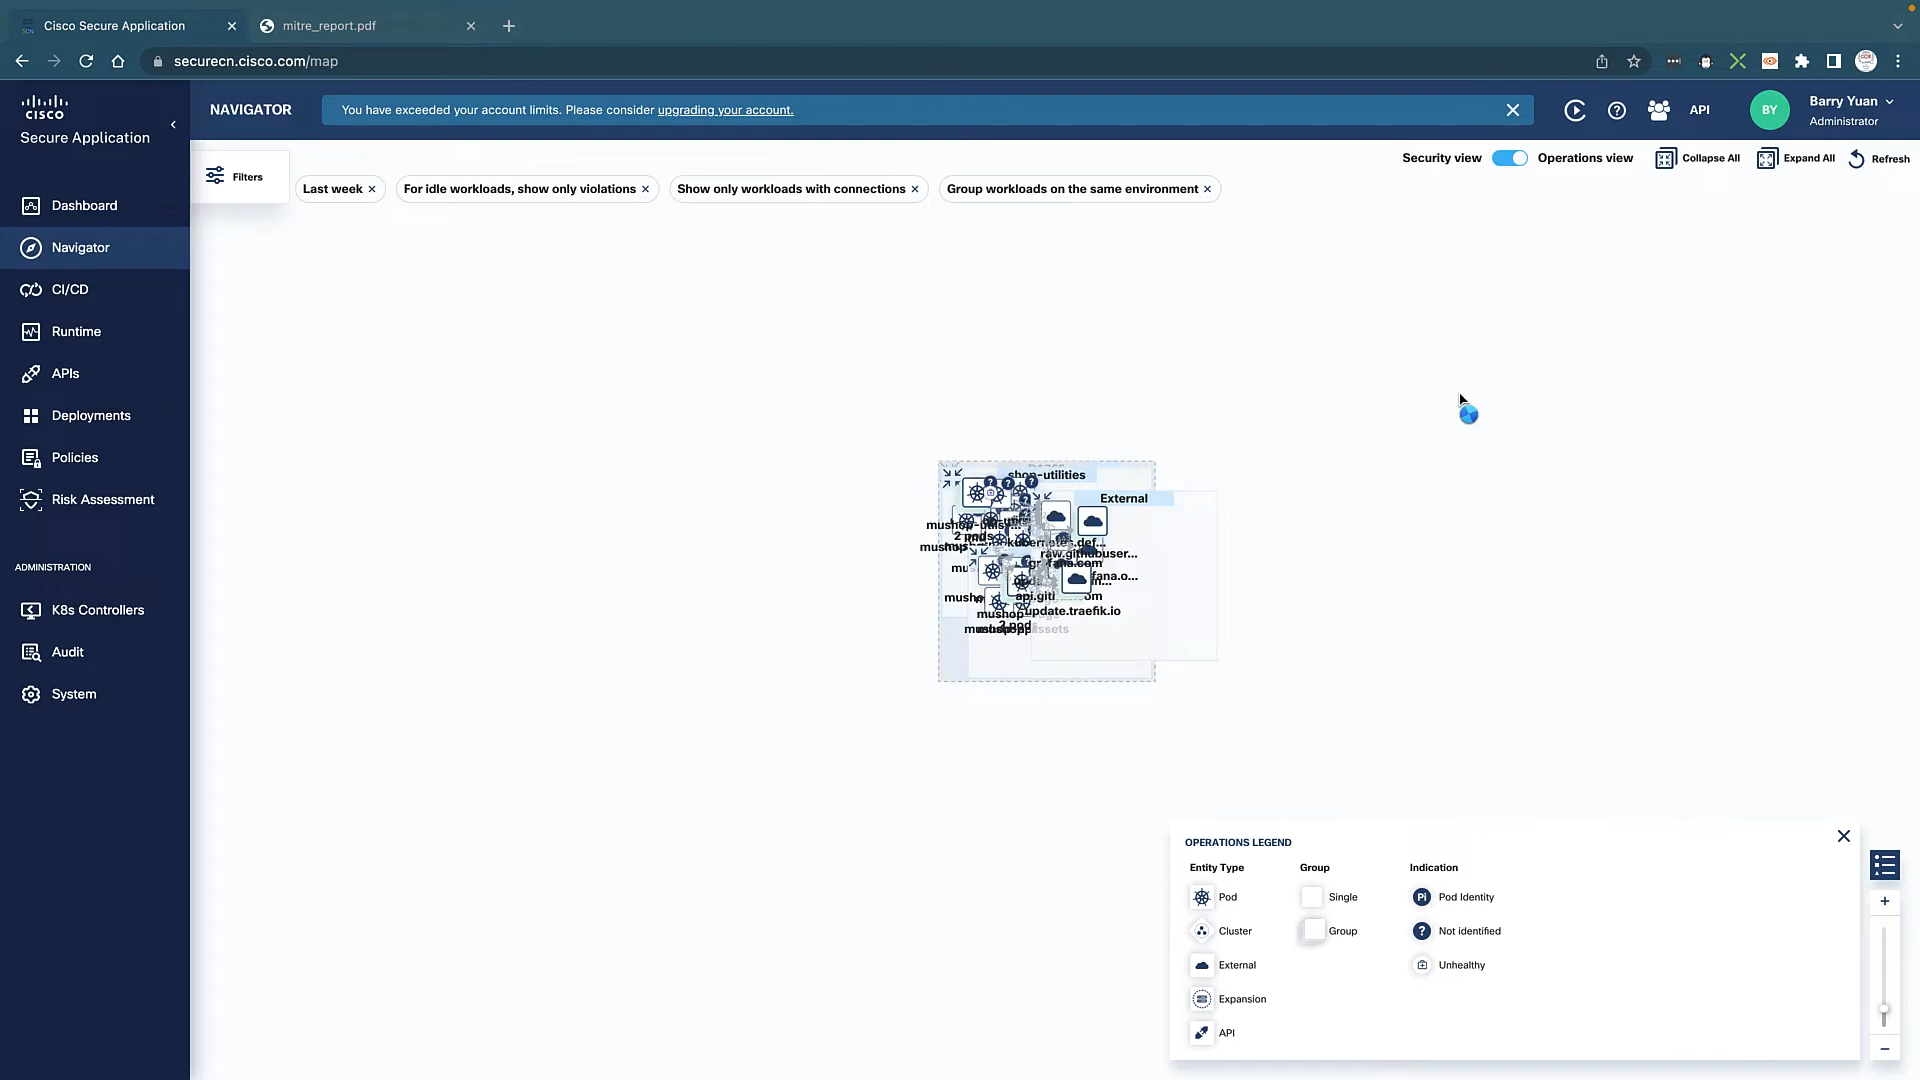 Cisco Secure Application
mitre_report.pdf
securecn.cisco.com/map
CISCO
Secure Application
NAVIGATOR
You have exceeded your account limits. Please consider upgrading your account.
API
BY
Barry Yuan
Administrator
Filters
Last week
For idle workloads, show only violations
Show only workloads with connections
Group workloads on the same environment
Security view
Operations view
Collapse All
Expand All
Refresh
Dashboard
Navigator
CI/CD
Runtime
APIs
Deployments
Policies
Risk Assessment
ADMINISTRATION
K8s Controllers
Audit
System
shop-utilities
External
2 pods
raw.githubuser...
update.traefik.io
OPERATIONS LEGEND
Entity Type
Group
Indication
Pod
Single
Pi
Pod Identity
Cluster
Group
?
Not identified
External
Unhealthy
Expansion
API